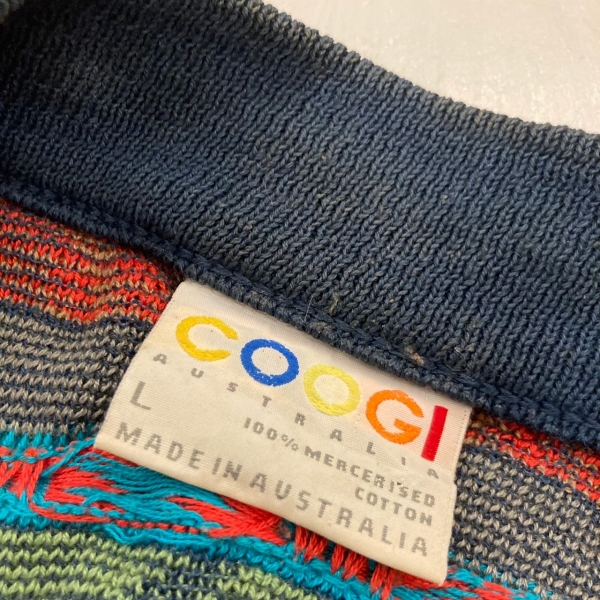 COOGI
AUSTRALIA
L
100% MERCERISED
COTTON
MADE IN AUSTRALIA